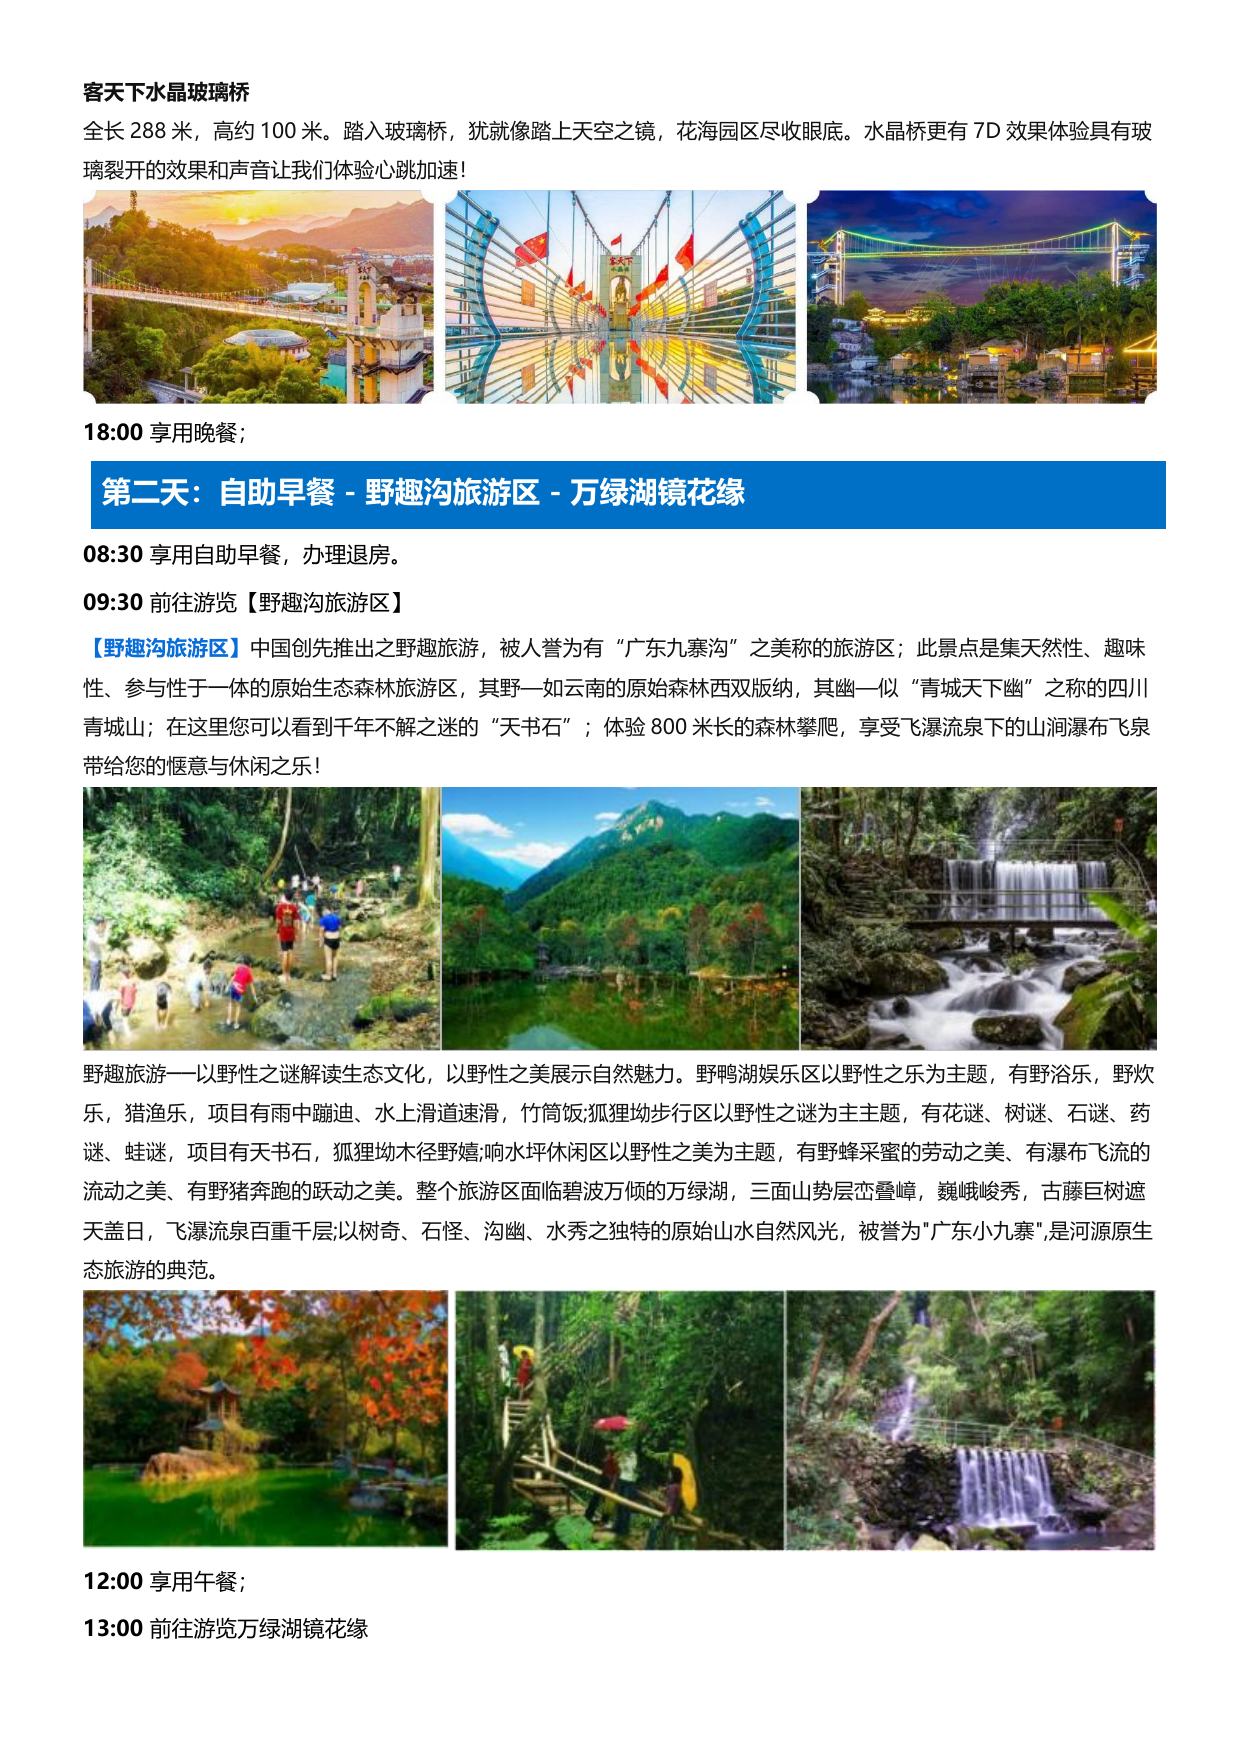 客天下水晶玻璃桥
全长 288 米，高约 100 米。踏入玻璃桥，犹就像踏上天空之镜，花海园区尽收眼底。水晶桥更有 7D 效果体验具有玻
璃裂开的效果和声音让我们体验心跳加速！
客天下
水晶桥
客天下
水晶桥
18:00 享用晚餐；
第二天：自助早餐 - 野趣沟旅游区 - 万绿湖镜花缘
08:30 享用自助早餐，办理退房。
09:30 前往游览【野趣沟旅游区】
【野趣沟旅游区】中国创先推出之野趣旅游，被人誉为有“广东九寨沟”之美称的旅游区；此景点是集天然性、趣味
性、参与性于一体的原始生态森林旅游区，其野—如云南的原始森林西双版纳，其幽—似“青城天下幽”之称的四川
青城山；在这里您可以看到千年不解之迷的“天书石”；体验 800 米长的森林攀爬，享受飞瀑流泉下的山涧瀑布飞泉
带给您的惬意与休闲之乐！
野趣旅游──以野性之谜解读生态文化，以野性之美展示自然魅力。野鸭湖娱乐区以野性之乐为主题，有野浴乐，野炊
乐，猎渔乐，项目有雨中蹦迪、水上滑道速滑，竹筒饭;狐狸坳步行区以野性之谜为主主题，有花谜、树谜、石谜、药
谜、蛙谜，项目有天书石，狐狸坳木径野嬉;响水坪休闲区以野性之美为主题，有野蜂采蜜的劳动之美、有瀑布飞流的
流动之美、有野猪奔跑的跃动之美。整个旅游区面临碧波万倾的万绿湖，三面山势层峦叠嶂，巍峨峻秀，古藤巨树遮
天盖日，飞瀑流泉百重千层;以树奇、石怪、沟幽、水秀之独特的原始山水自然风光，被誉为"广东小九寨",是河源原生
态旅游的典范。
12:00 享用午餐；
13:00 前往游览万绿湖镜花缘